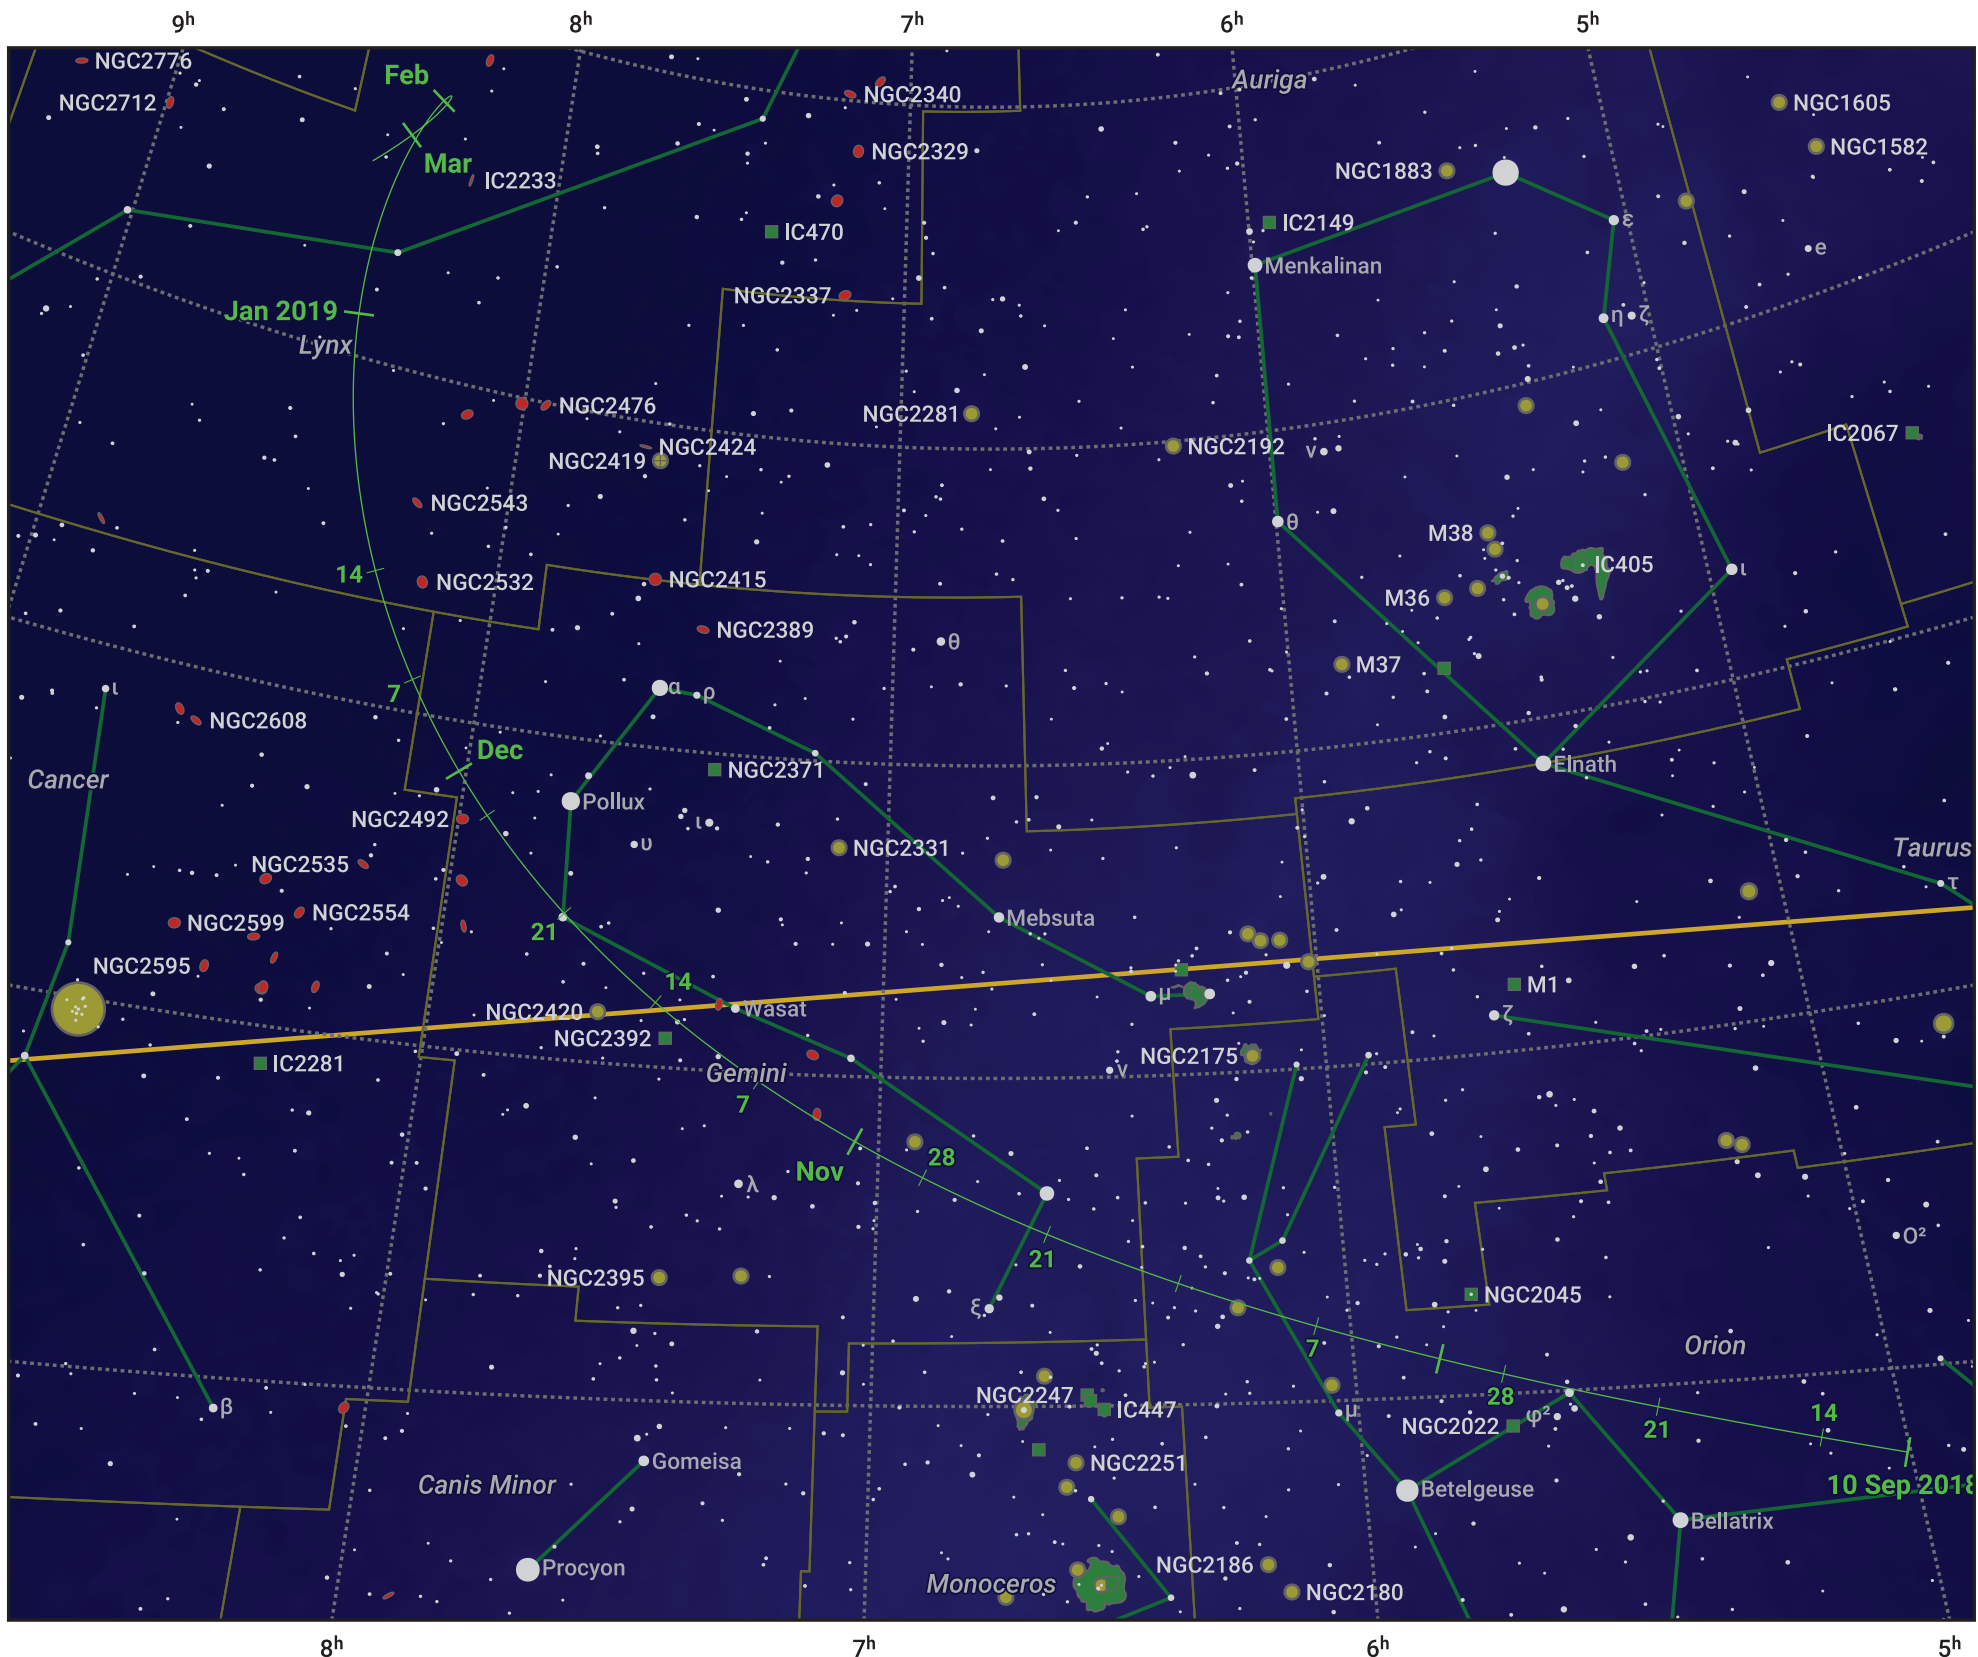 9h 8h 7h 6h 5h
NGC2776
Feb
Auriga
NGC2712
NGC2340
NGC1605
Mar
NGC2329
NGC1582
IC2233
NGC1883
IC470
IC2149
ε
e
Menkalinan
NGC2337
Jan 2019
η ζ
Lynx
NGC2476
NGC2281
NGC2424
NGC2192
ν
IC2067
NGC2419
NGC2543
θ
M38
IC405
14
NGC2532
NGC2415
ι
M36
NGC2389
θ
M37
ι
α ρ
7
NGC2608
Dec
Elnath
Cancer
NGC2371
Pollux
NGC2492
ι
υ
NGC2331
Taurus
NGC2535
τ
NGC2554
NGC2599
21
Mebsuta
NGC2595
14
μ
M1
NGC2420
Wasat
ζ
NGC2392
NGC2175
IC2281
Gemini
ν
7
Nov
28
λ
O²
21
NGC2395
NGC2045
ξ
7
Orion
NGC2247
28
IC447
μ
φ²
14
NGC2022
21
Gomeisa
NGC2251
Canis Minor
Betelgeuse
10 Sep 2018
Bellatrix
Procyon
NGC2186
Monoceros
NGC2180
β
8h 7h 6h 5h